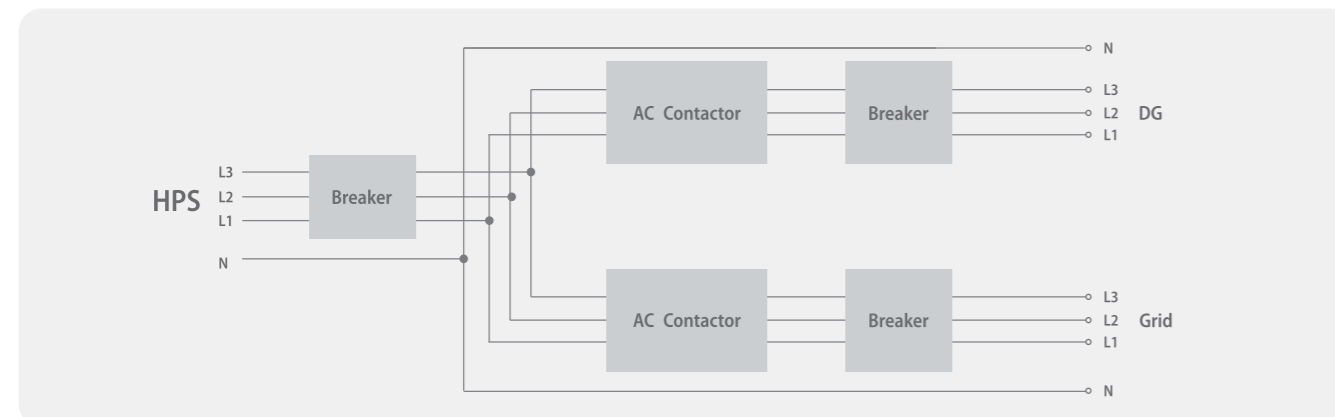 N
L3
AC Contactor
Breaker
L2 DG
L1
L3
HPS
L2
Breaker
L1
N
L3
AC Contactor
Breaker
L2 Grid
L1
N